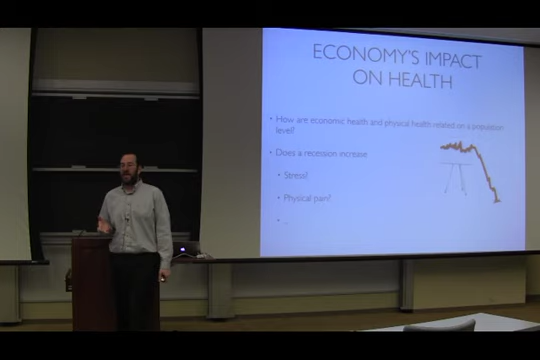 ECONOMY'S IMPACT
ON HEALTH
• How are economic health and physical health related on a population
level?
• Does a recession increase
• Stress?
• Physical pain?
• ...